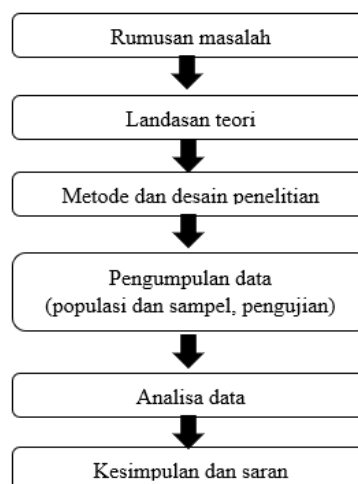 Rumusan masalah
Landasan teori
Metode dan desain penelitian
Pengumpulan data
(populasi dan sampel, pengujian)
Analisa data
Kesimpulan dan saran